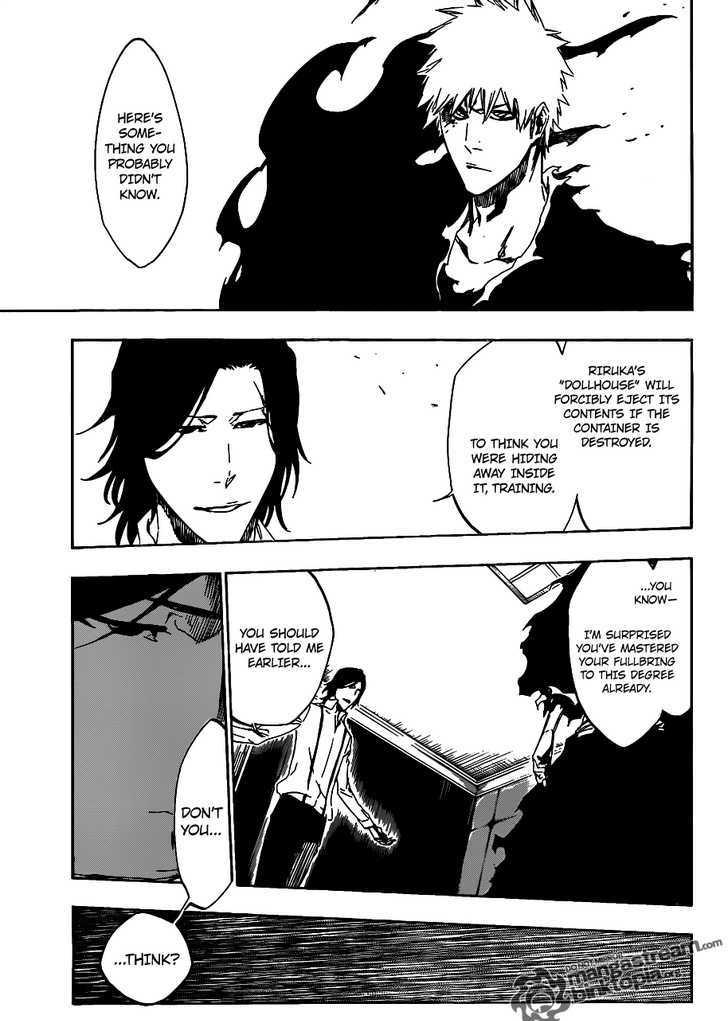 HERE'S
SOME-
THING YOU
PROBABLY
DIDN'T
KNOW.
RIRUKA'S
"DOLLHOUSE" WILL
FORCIBLY EJECT ITS
CONTENTS IF THE
CONTAINER IS
DESTROYED.
TO THINK YOU
WERE HIDING
AWAY INSIDE
IT, TRAINING.
...YOU
KNOW—
I'M SURPRISED
YOU'VE MASTERED
YOUR FULLBRING
TO THIS DEGREE
ALREADY.
YOU SHOULD
HAVE TOLD ME
EARLIER...
DON'T
YOU...
...THINK?
mangastream.com